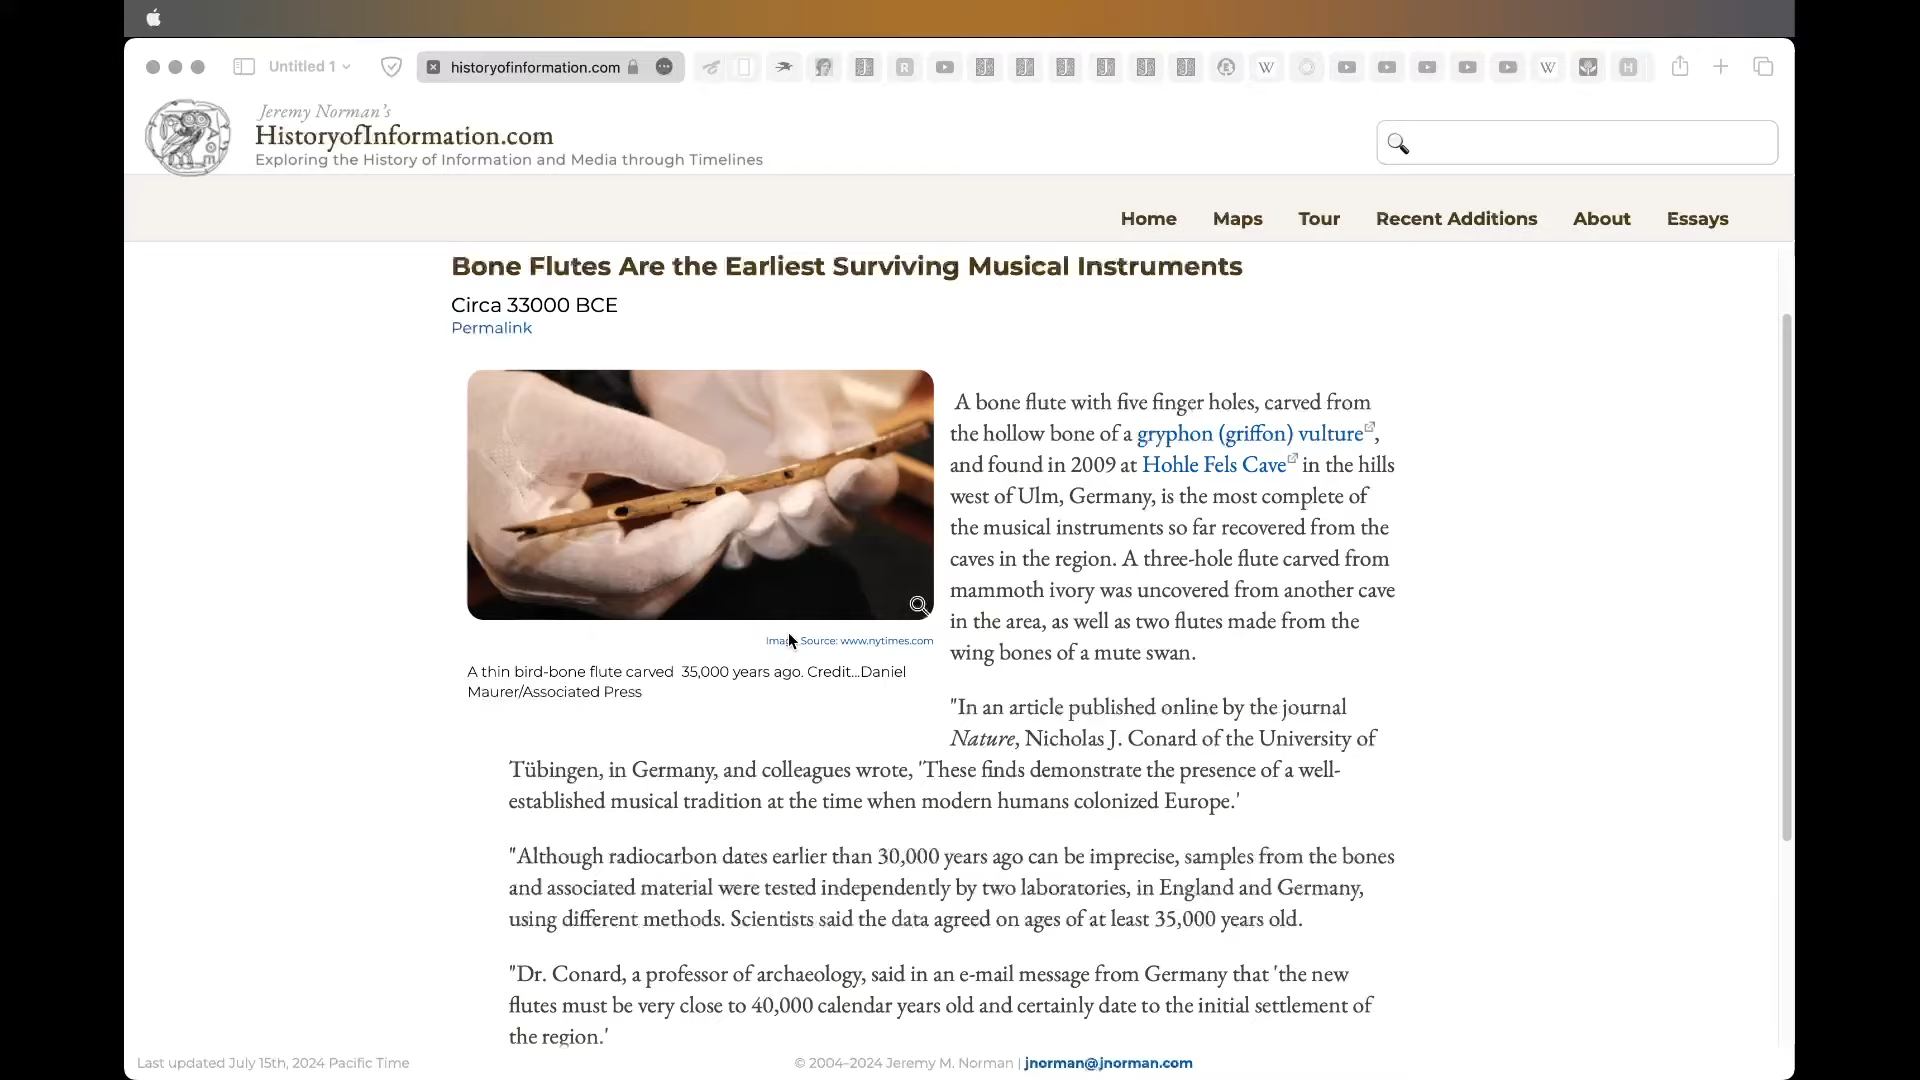 Untitled 1
historyofinformation.com
Jeremy Norman's
HistoryofInformation.com
Exploring the History of Information and Media through Timelines
Home Maps Tour Recent Additions About Essays
Bone Flutes Are the Earliest Surviving Musical Instruments
Circa 33000 BCE
Permalink
Image Source: www.nytimes.com
A thin bird-bone flute carved 35,000 years ago. Credit...Daniel
Maurer/Associated Press
A bone flute with five finger holes, carved from
the hollow bone of a gryphon (griffon) vulture,
and found in 2009 at Hohle Fels Cave in the hills
west of Ulm, Germany, is the most complete of
the musical instruments so far recovered from the
caves in the region. A three-hole flute carved from
mammoth ivory was uncovered from another cave
in the area, as well as two flutes made from the
wing bones of a mute swan.
"In an article published online by the journal
Nature, Nicholas J. Conard of the University of
Tübingen, in Germany, and colleagues wrote, 'These finds demonstrate the presence of a well-
established musical tradition at the time when modern humans colonized Europe.'
"Although radiocarbon dates earlier than 30,000 years ago can be imprecise, samples from the bones
and associated material were tested independently by two laboratories, in England and Germany,
using different methods. Scientists said the data agreed on ages of at least 35,000 years old.
"Dr. Conard, a professor of archaeology, said in an e-mail message from Germany that 'the new
flutes must be very close to 40,000 calendar years old and certainly date to the initial settlement of
the region.'
Last updated July 15th, 2024 Pacific Time
© 2004–2024 Jeremy M. Norman | jnorman@jnorman.com